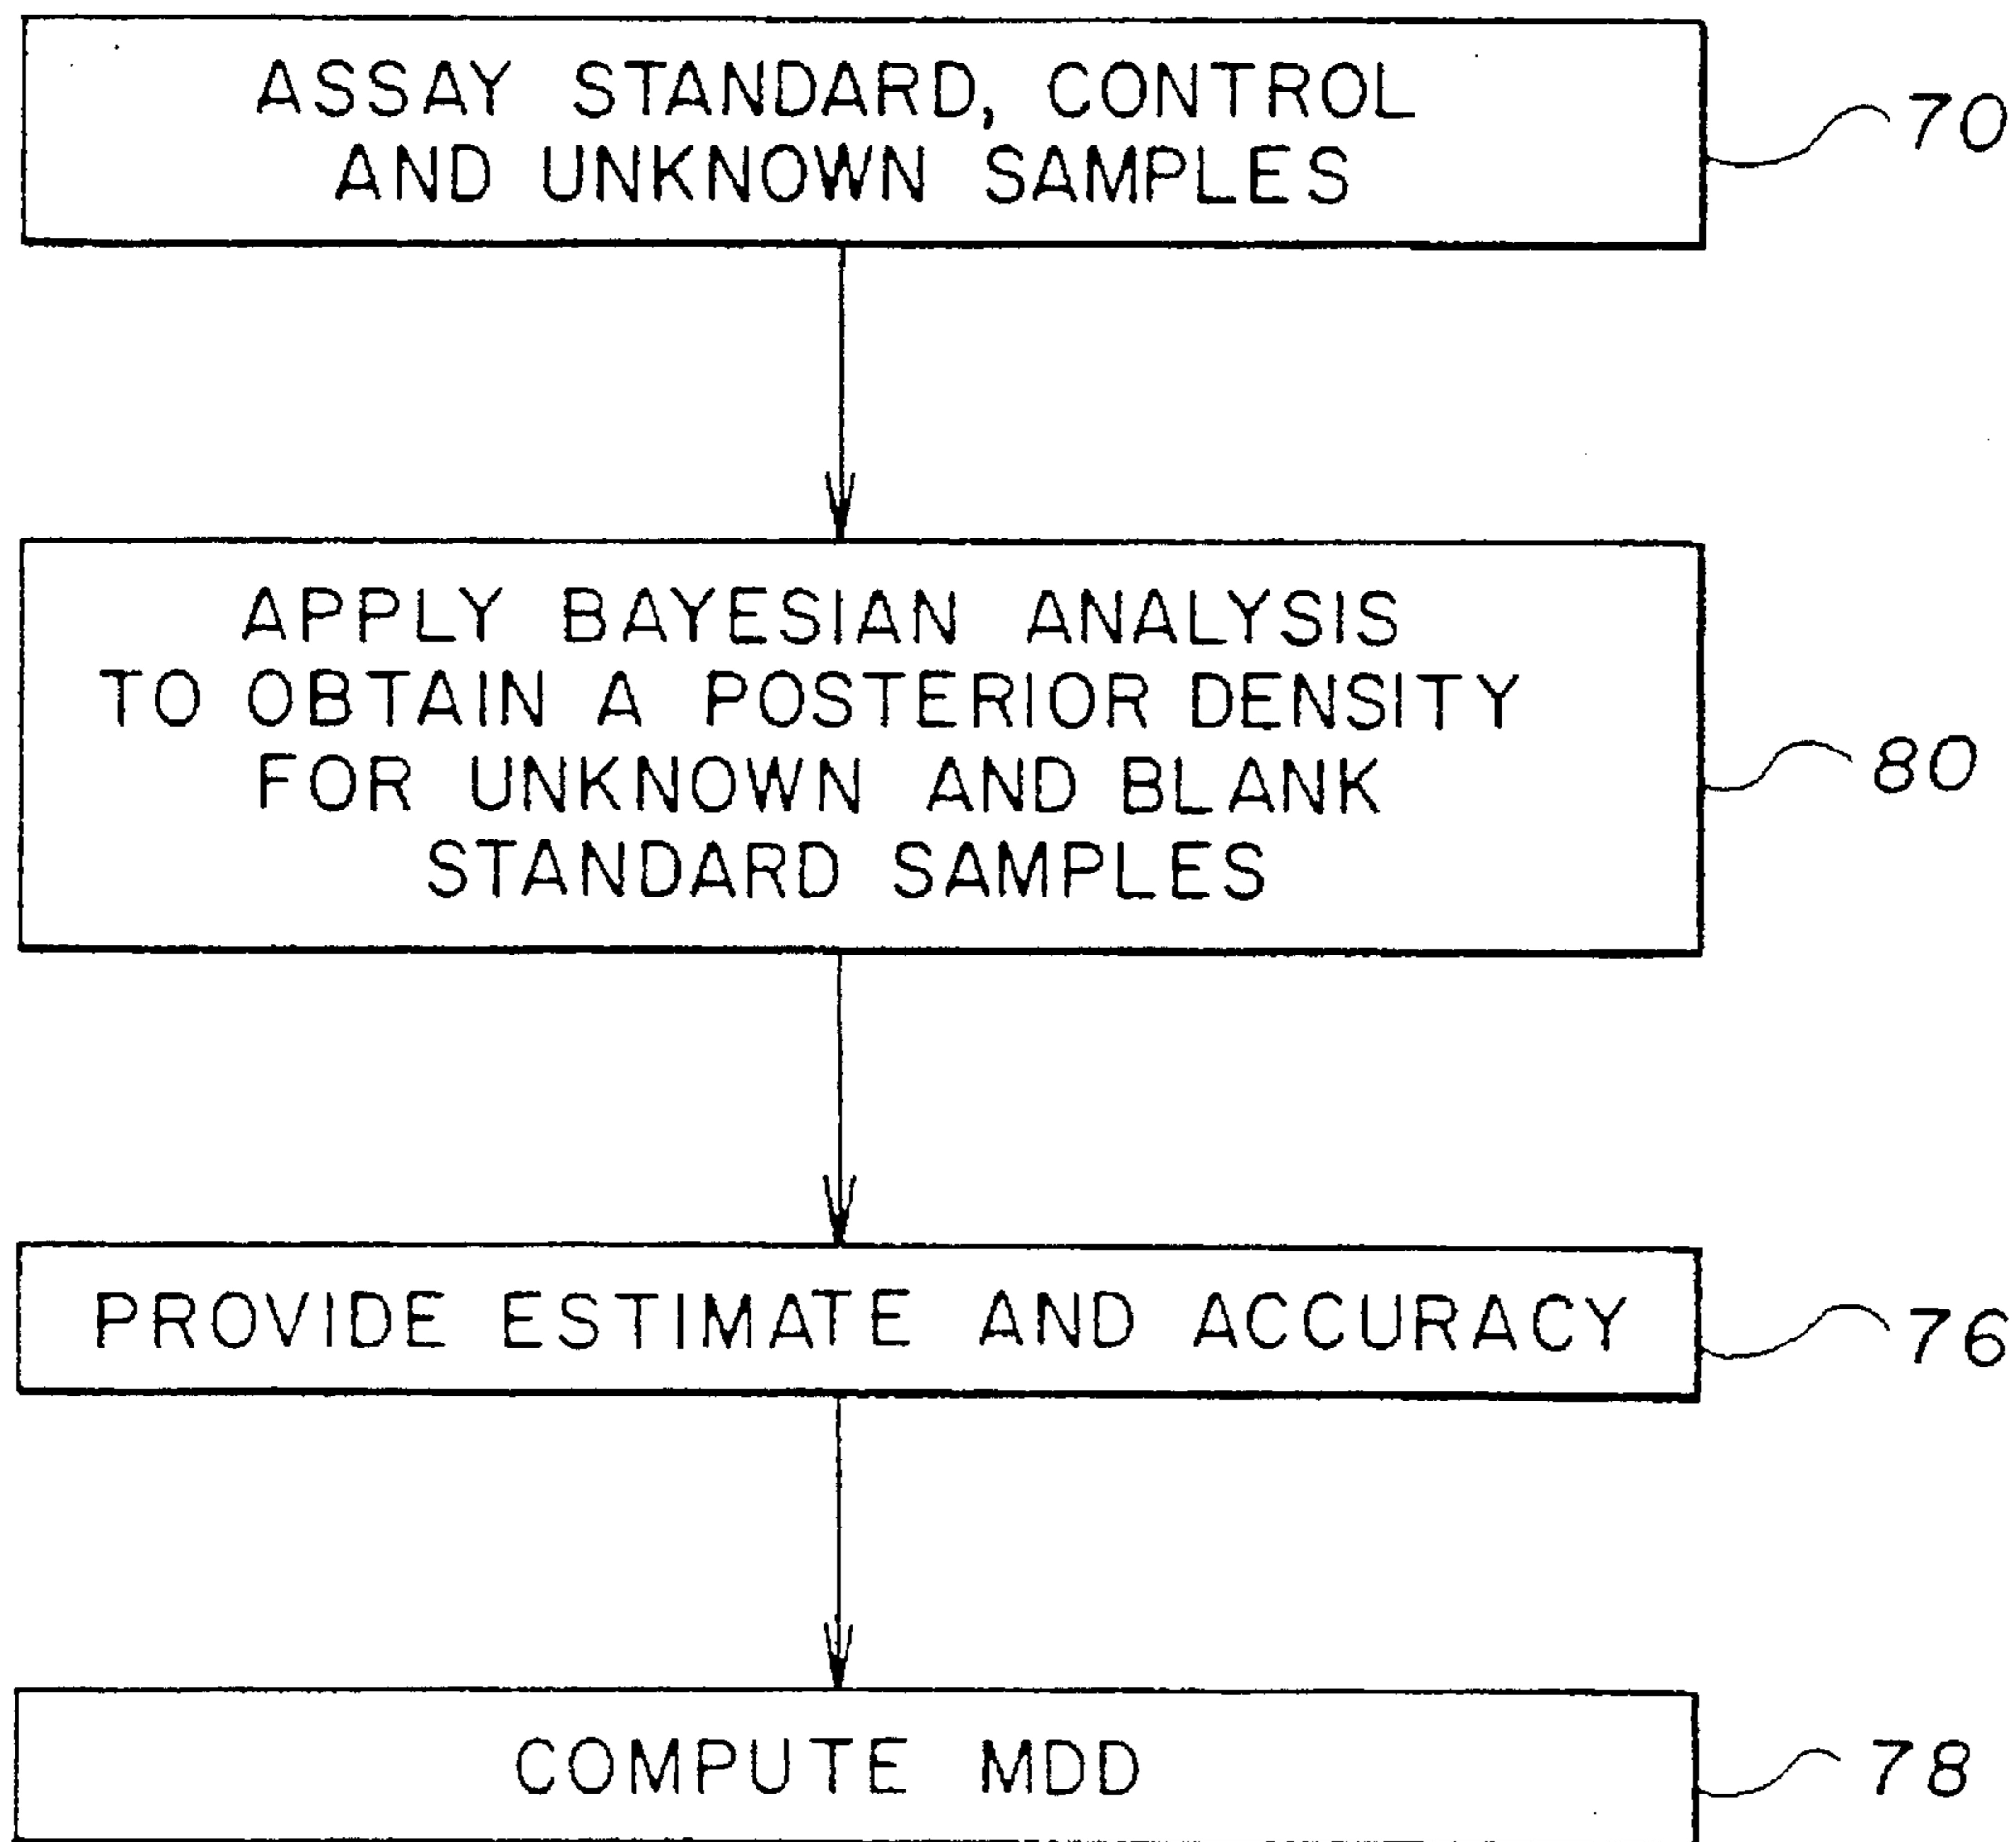 ASSAY STANDARD, CONTROL
AND UNKNOWN SAMPLES
70
APPLY BAYESIAN ANALYSIS
TO OBTAIN A POSTERIOR DENSITY
FOR UNKNOWN AND BLANK
STANDARD SAMPLES
80
PROVIDE ESTIMATE AND ACCURACY
76
COMPUTE MDD
78